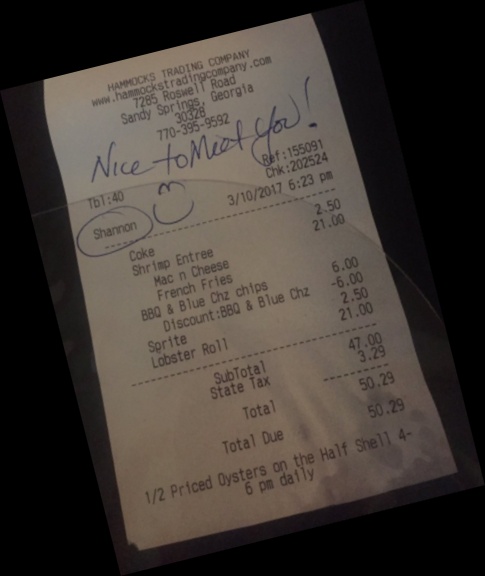 HAMMOCKS TRADING COMPANY
www.hammockstradingcompany.com
7285 Roswell Road
Sandy Springs, Georgia
30328
770-395-9592
Nice to Meet You!
Ref:155091
Tbl:40 Chk:202524
3/10/2017 6:23 pm
Shannon
Coke 2.50
Shrimp Entree 21.00
Mac n Cheese
French Fries
BBQ & Blue Chz chips 6.00
Discount:BBQ & Blue Chz -6.00
Sprite 2.50
Lobster Roll 21.00
SubTotal 47.00
State Tax 3.29
Total 50.29
Total Due 50.29
1/2 Priced Oysters on the Half Shell 4-
6 pm daily